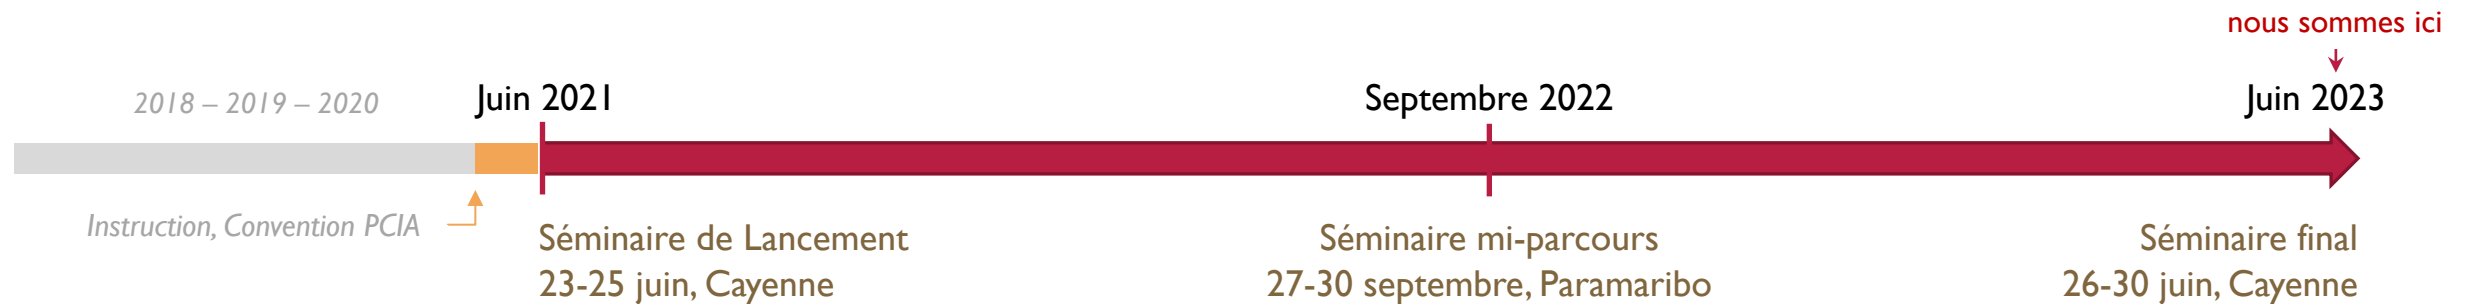 nous sommes ici
2018 – 2019 – 2020
Juin 2021
Septembre 2022
Juin 2023
Instruction, Convention PCIA
Séminaire de Lancement
23-25 juin, Cayenne
Séminaire mi-parcours
27-30 septembre, Paramaribo
Séminaire final
26-30 juin, Cayenne